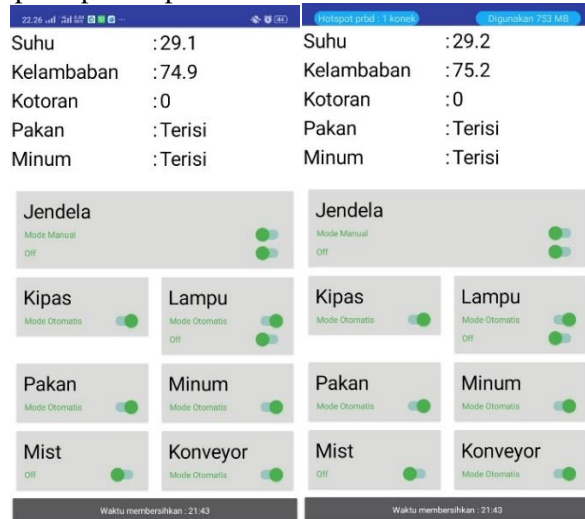 22.26
44
Suhu :29.1
Kelambaban :74.9
Kotoran :0
Pakan :Terisi
Minum :Terisi
Jendela
Mode Manual
Off
Kipas
Mode Otomatis
Lampu
Mode Otomatis
Off
Pakan
Mode Otomatis
Minum
Mode Otomatis
Mist
Off
Konveyor
Mode Otomatis
Waktu membersihkan : 21:43
Hotspot prbd : 1 konek
Digunakan 753 MB
Suhu :29.2
Kelambaban :75.2
Kotoran :0
Pakan :Terisi
Minum :Terisi
Jendela
Mode Manual
Off
Kipas
Mode Otomatis
Lampu
Mode Otomatis
Off
Pakan
Mode Otomatis
Minum
Mode Otomatis
Mist
Off
Konveyor
Mode Otomatis
Waktu membersihkan : 21:43